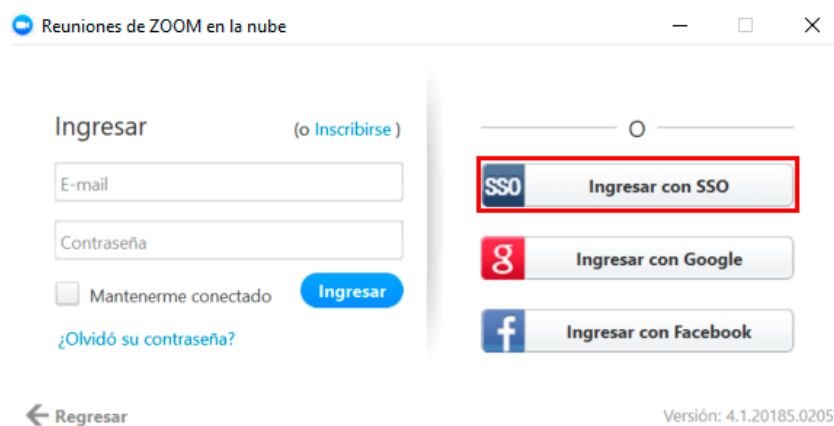 Reuniones de ZOOM en la nube
Ingresar
(o Inscribirse )
E-mail
Contraseña
Mantenerme conectado
Ingresar
¿Olvidó su contraseña?
O
SSO Ingresar con SSO
g Ingresar con Google
f Ingresar con Facebook
Regresar
Versión: 4.1.20185.0205